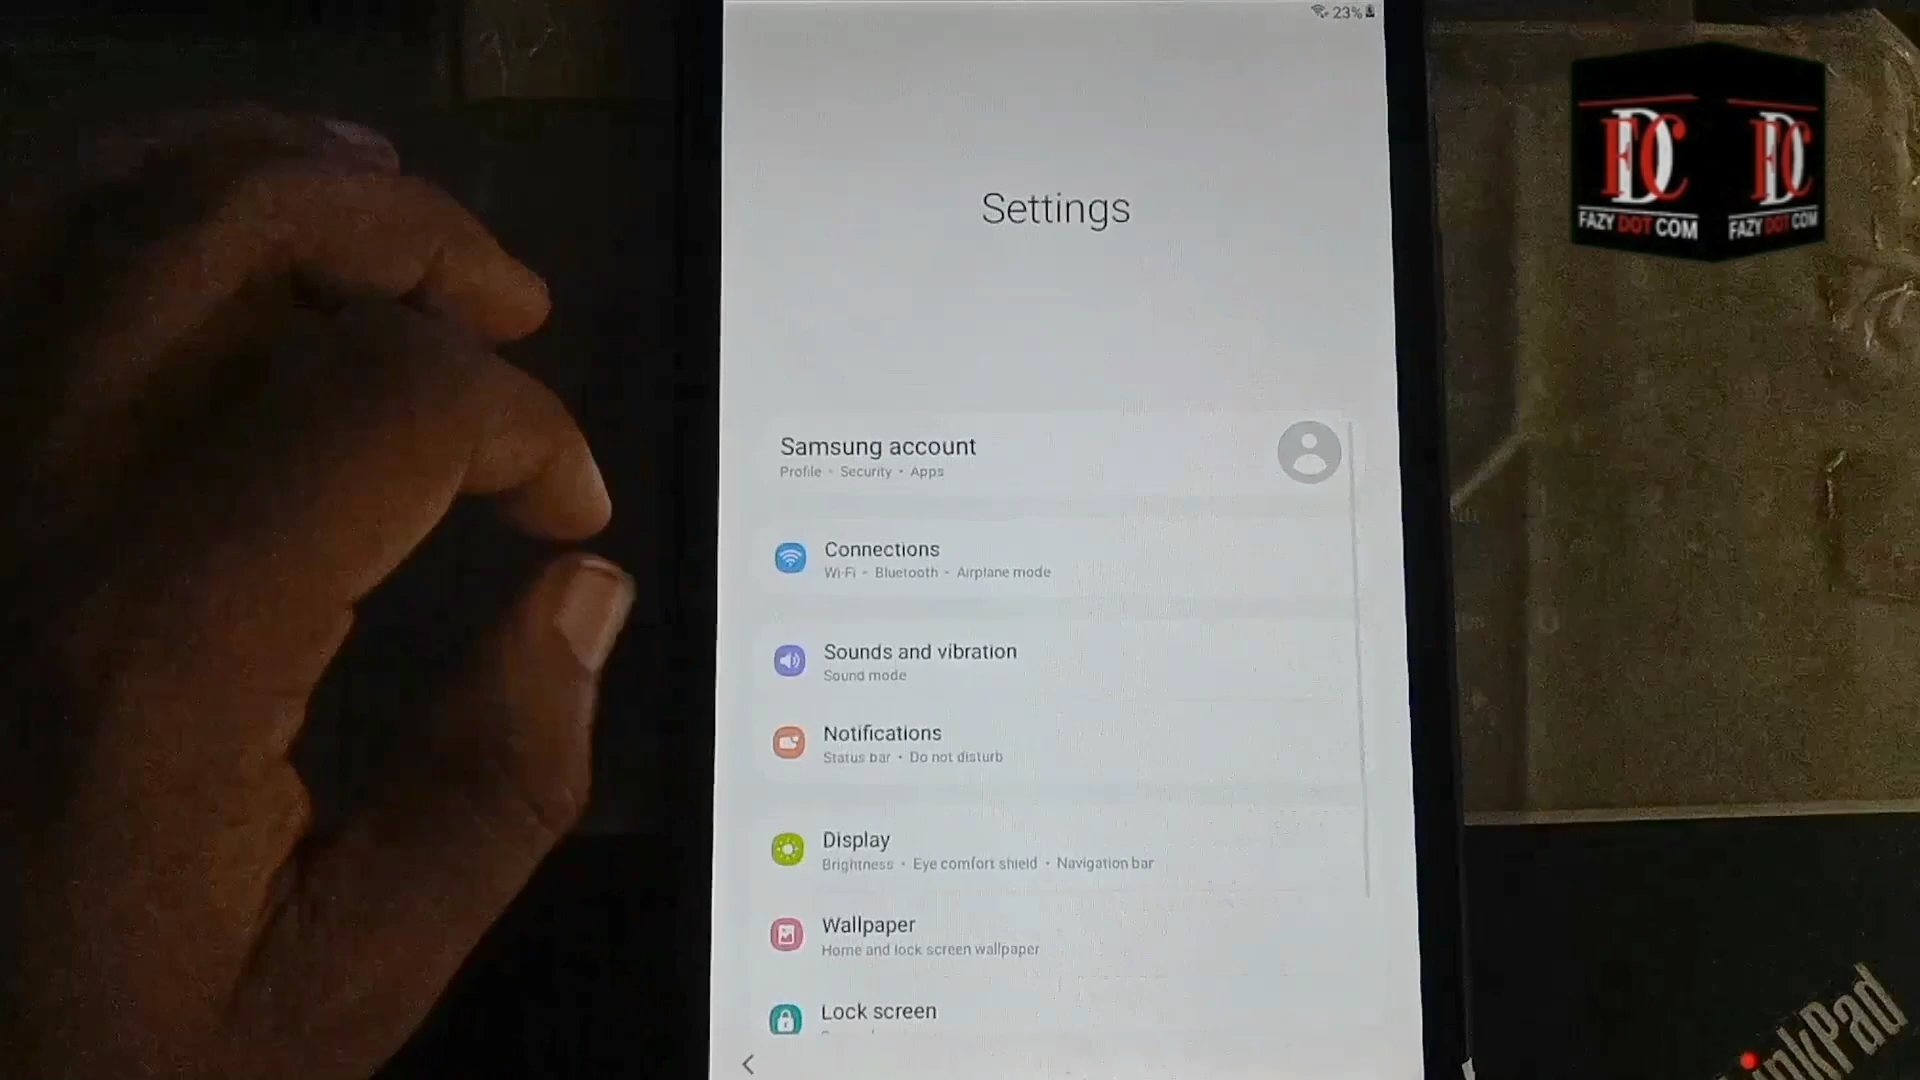 23%
FDC FDC
FAZY DOT COM FAZY DOT COM
Settings
Samsung account
Profile • Security • Apps
Connections
Wi-Fi • Bluetooth • Airplane mode
Sounds and vibration
Sound mode
Notifications
Status bar • Do not disturb
Display
Brightness • Eye comfort shield • Navigation bar
Wallpaper
Home and lock screen wallpaper
Lock screen
inkPad